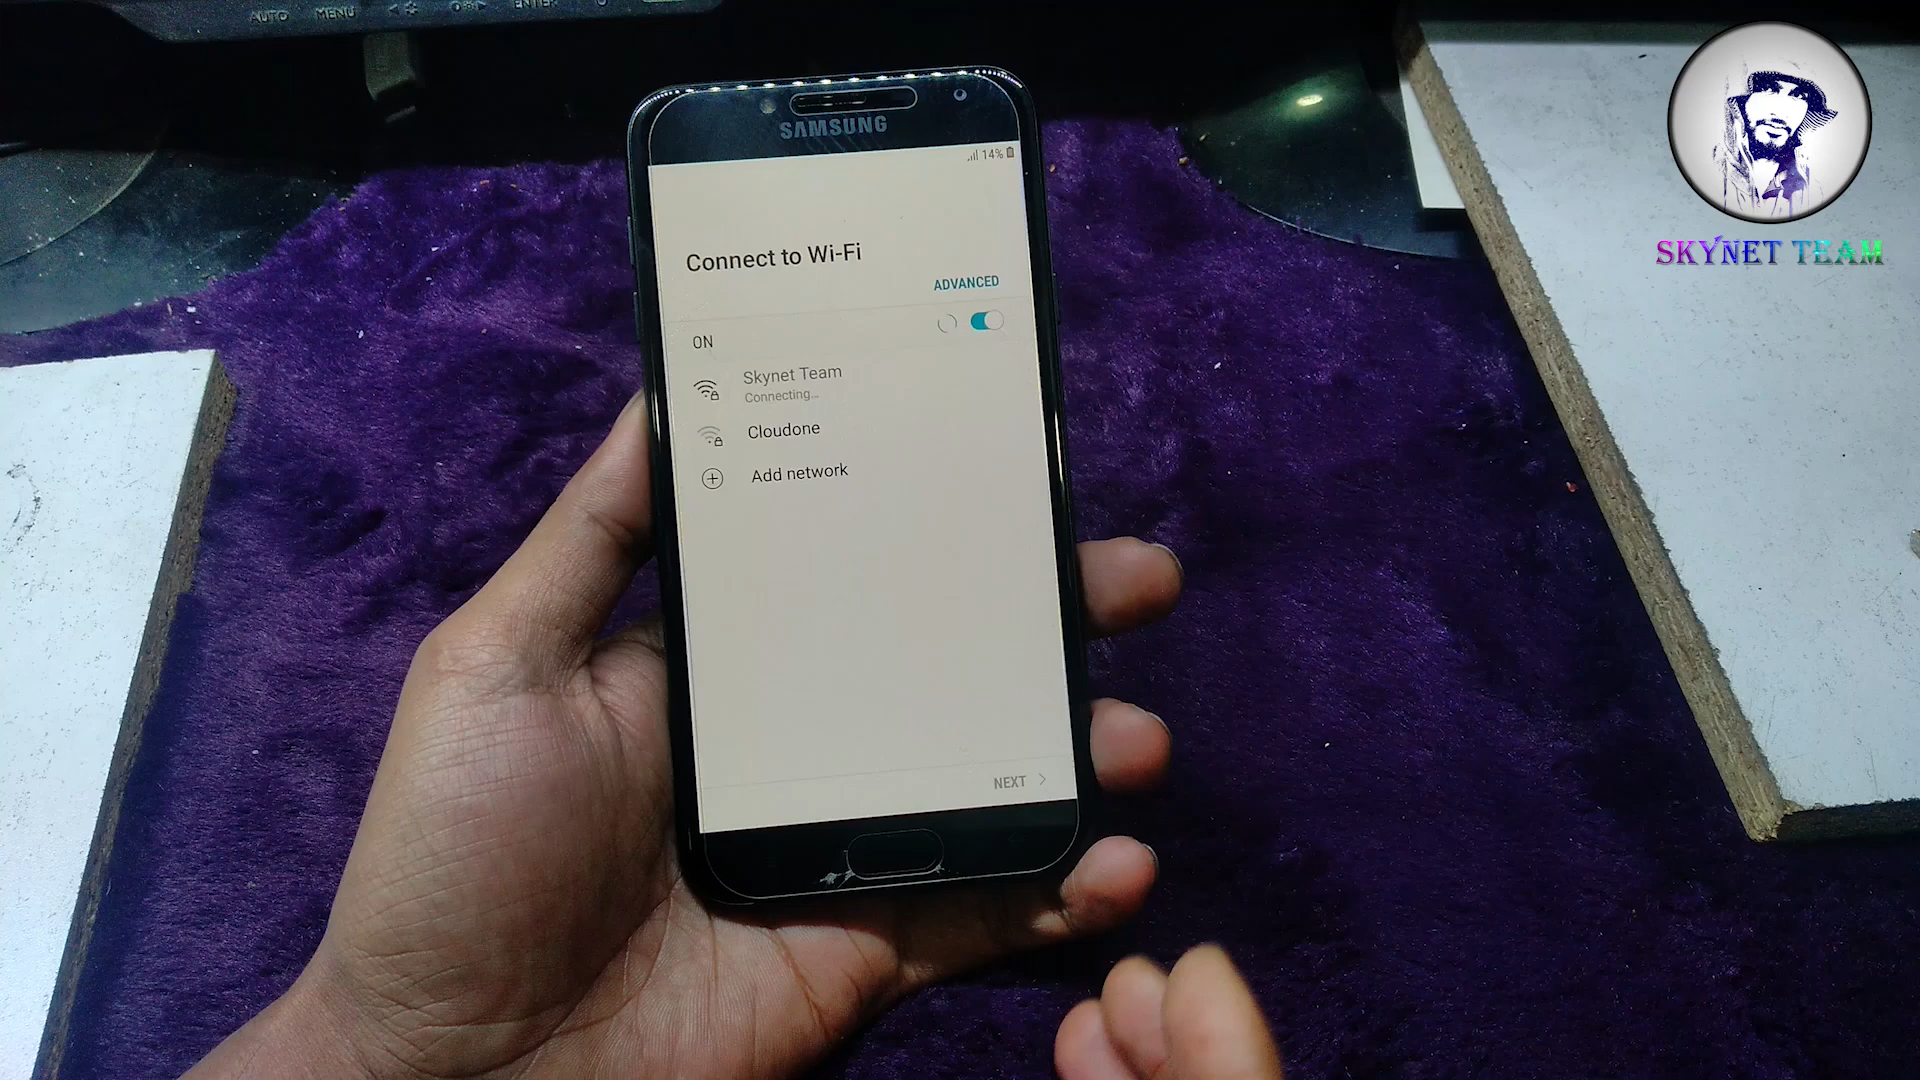 AUTO MENU ENTER
SAMSUNG
14%
Connect to Wi-Fi
ADVANCED
ON
Skynet Team
Connecting...
Cloudone
Add network
NEXT
SKYNET TEAM